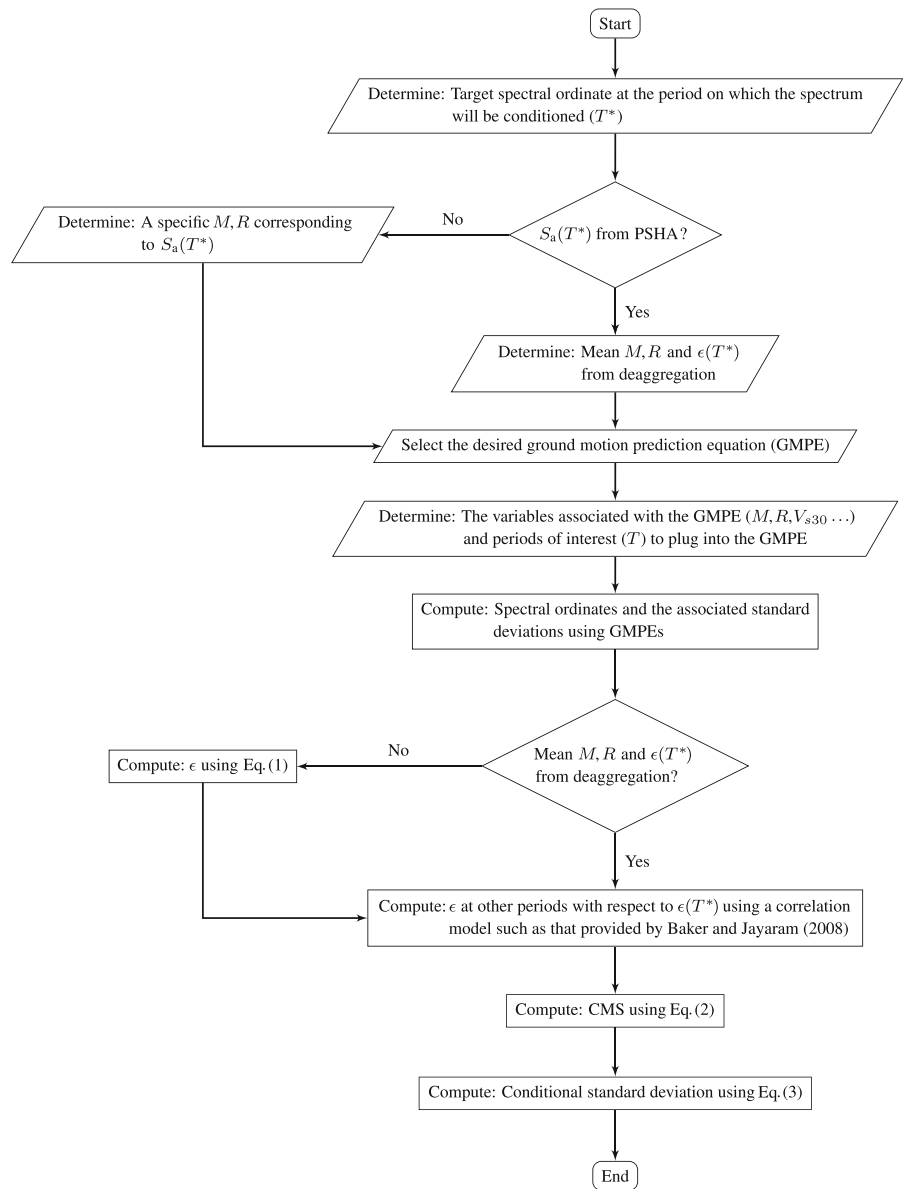 Start
Determine: Target spectral ordinate at the period on which the spectrum
will be conditioned (T*)
Sa(T*) from PSHA?
No
Determine: A specific M, R corresponding
to Sa(T*)
Yes
Determine: Mean M, R and ϵ(T*)
from deaggregation
Select the desired ground motion prediction equation (GMPE)
Determine: The variables associated with the GMPE (M, R, Vs30 ...)
and periods of interest (T) to plug into the GMPE
Compute: Spectral ordinates and the associated standard
deviations using GMPEs
Mean M, R and ϵ(T*)
from deaggregation?
No
Compute: ϵ using Eq. (1)
Yes
Compute: ϵ at other periods with respect to ϵ(T*) using a correlation
model such as that provided by Baker and Jayaram (2008)
Compute: CMS using Eq. (2)
Compute: Conditional standard deviation using Eq. (3)
End